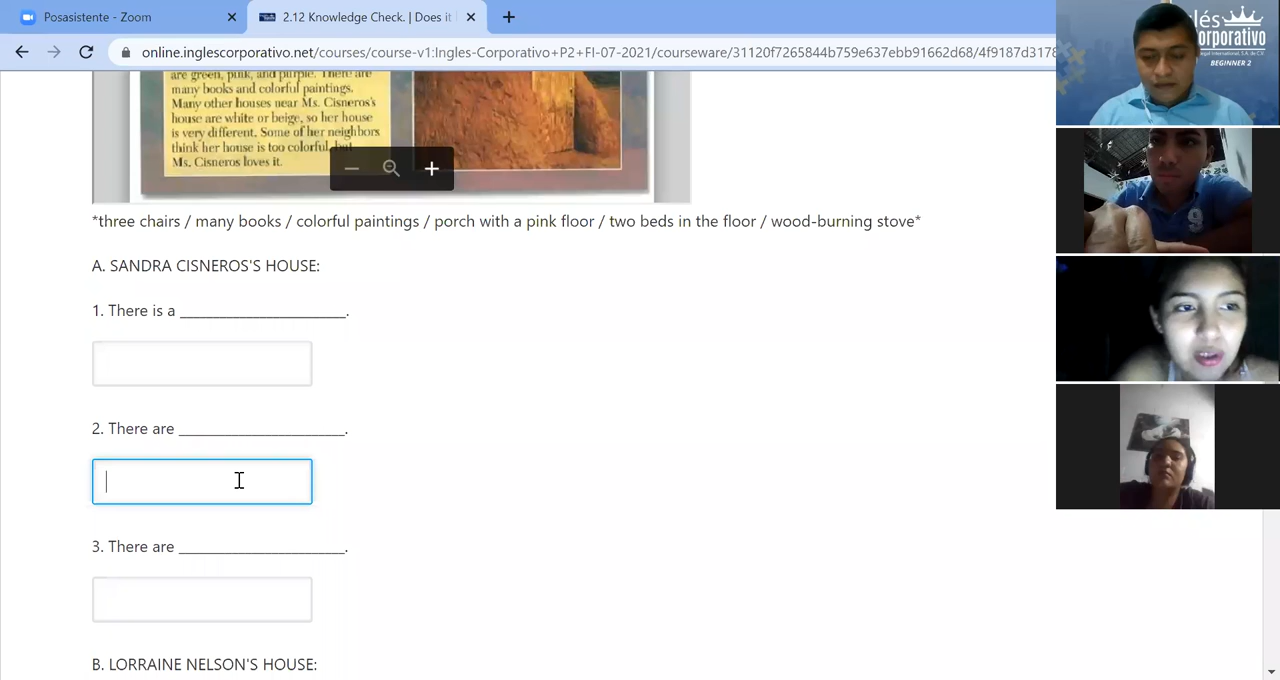 Posasistente - Zoom
2.12 Knowledge Check. | Does it
online.inglescorporativo.net/courses/course-v1:Ingles-Corporativo+P2+FI-07-2021/courseware/31120f7265844b759e637ebb91662d68/4f9187d3178
orporativo
BEGINNER 2
are green, pink, and purple. There are
many books and colorful paintings.
Many other houses near Ms. Cisneros's
house are white or beige, so her house
is very different. Some of her neighbors
think her house is too colorful, but
Ms. Cisneros loves it.
*three chairs / many books / colorful paintings / porch with a pink floor / two beds in the floor / wood-burning stove*
A. SANDRA CISNEROS'S HOUSE:
1. There is a ____________________.
2. There are ____________________.
3. There are ____________________.
B. LORRAINE NELSON'S HOUSE: